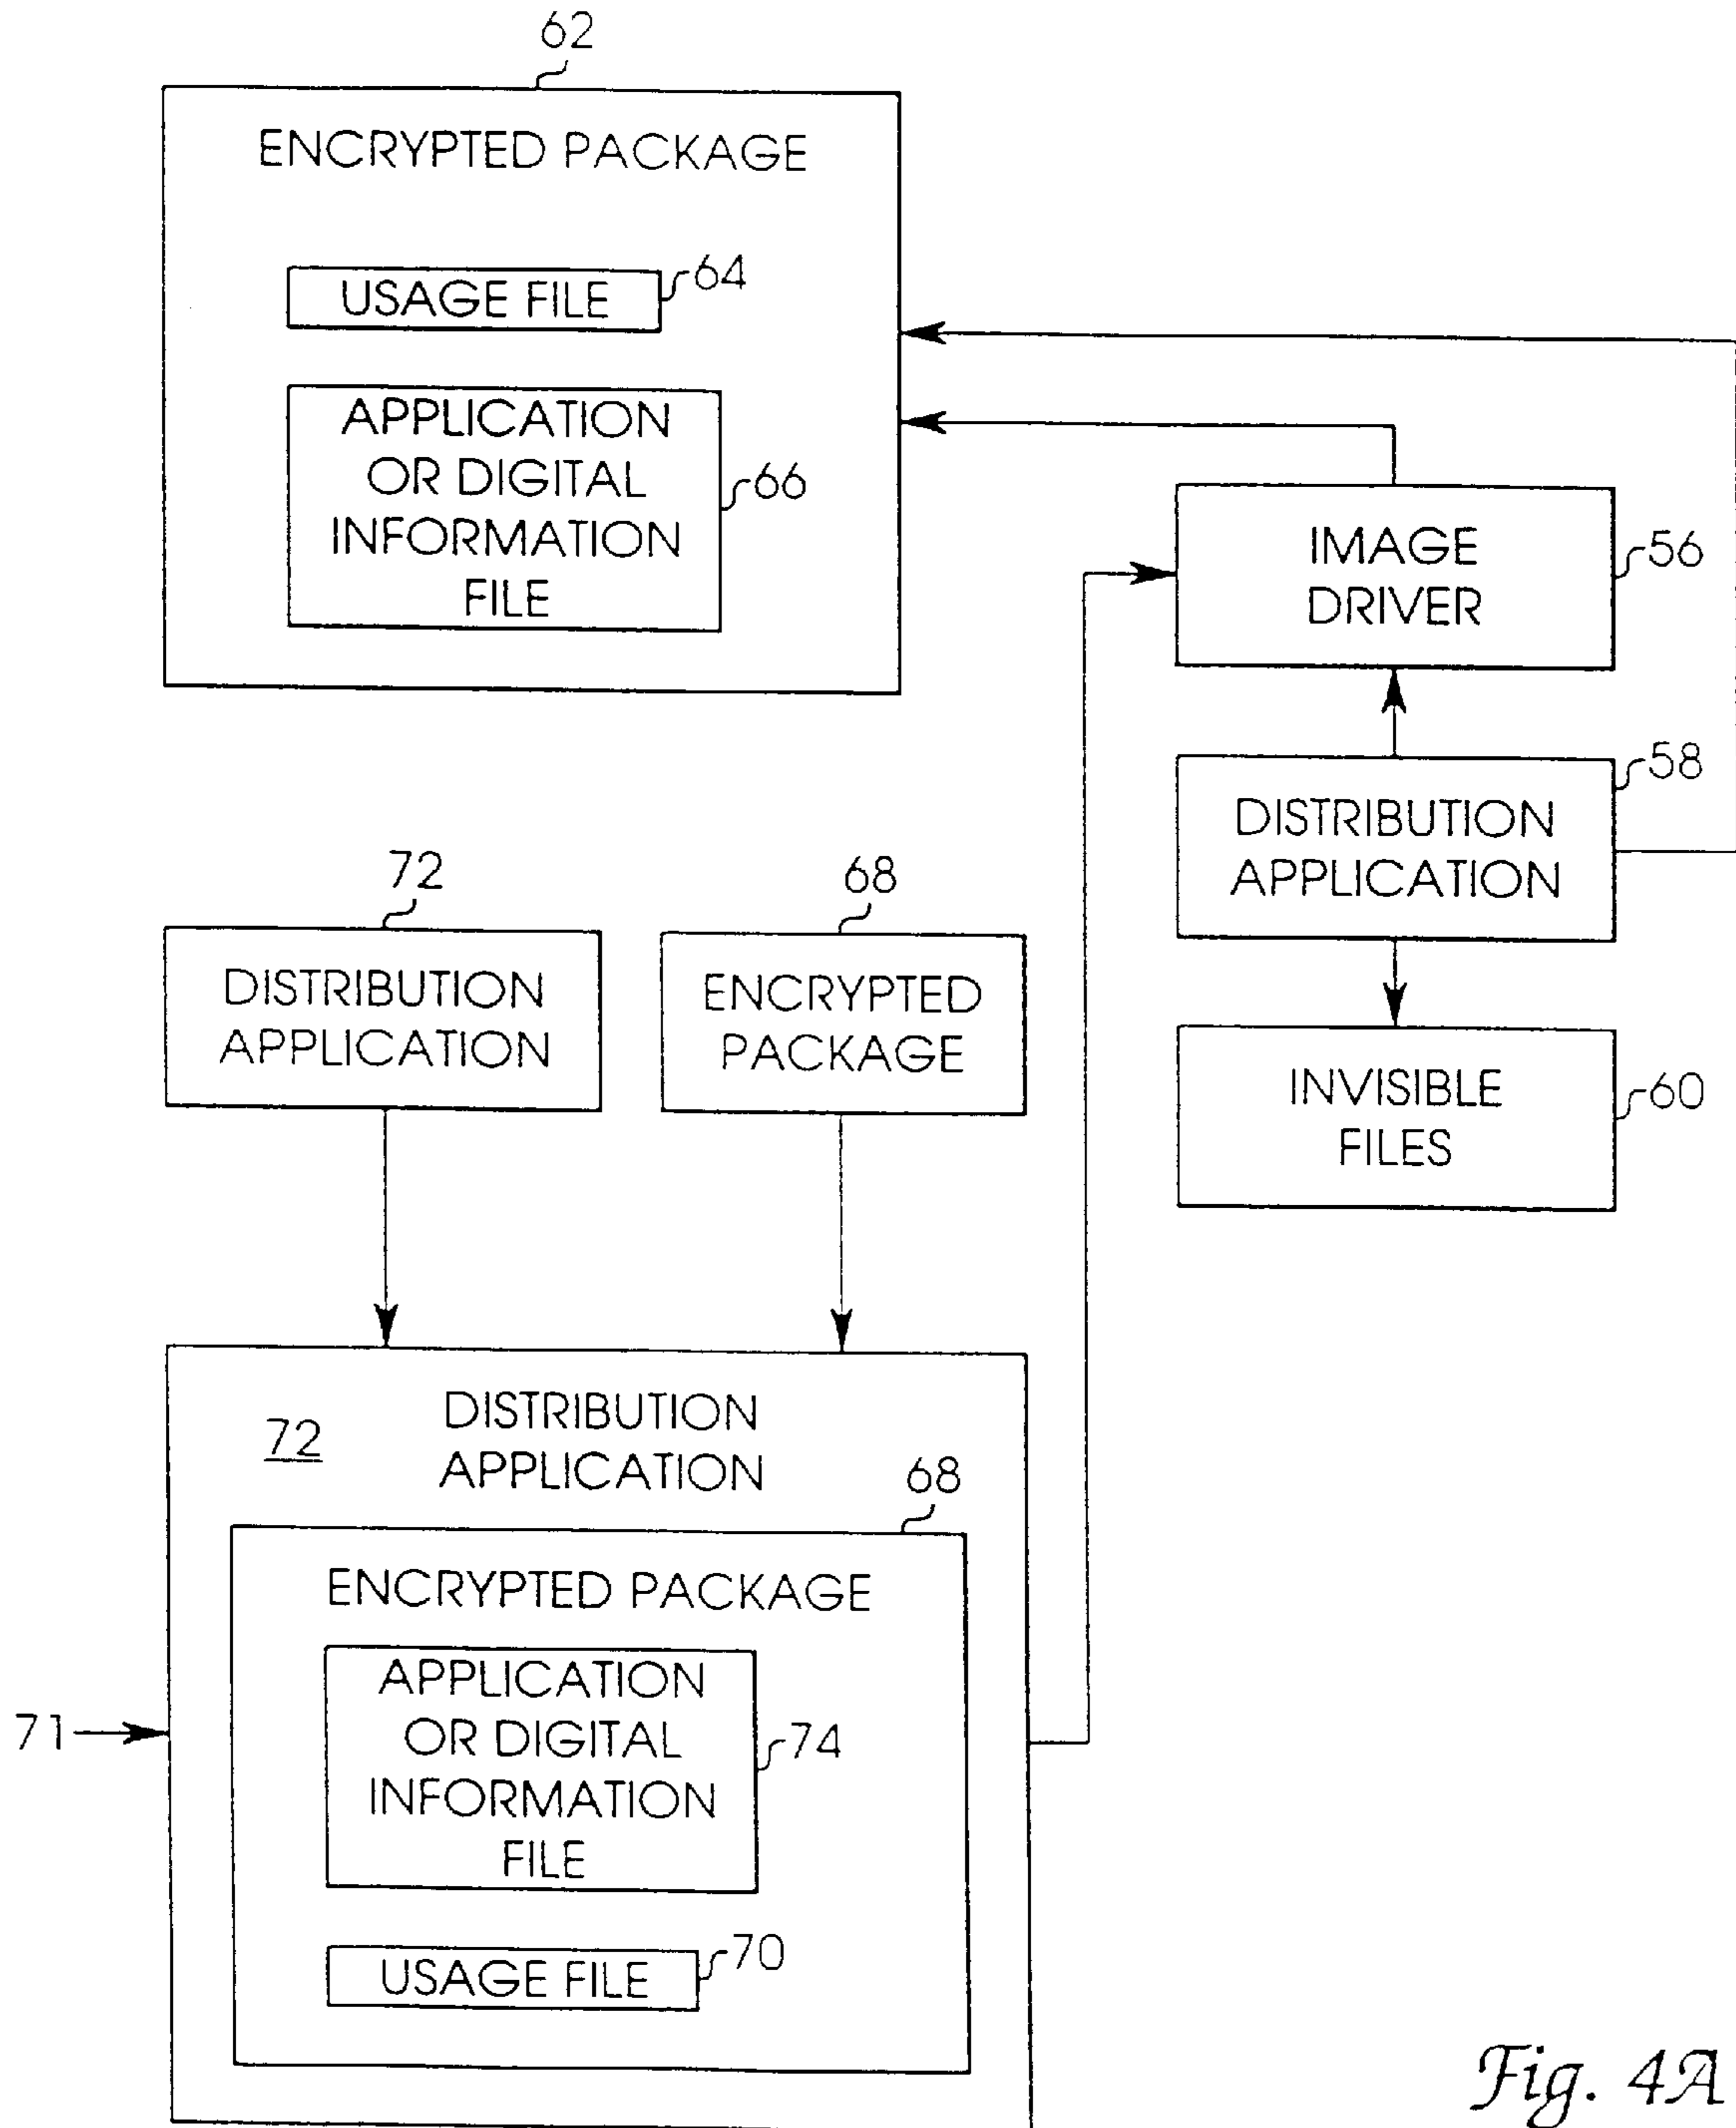 62
ENCRYPTED PACKAGE
USAGE FILE
64
APPLICATION
OR DIGITAL
INFORMATION
FILE
66
IMAGE
DRIVER
56
DISTRIBUTION
APPLICATION
58
INVISIBLE
FILES
60
72
DISTRIBUTION
APPLICATION
68
ENCRYPTED
PACKAGE
72
DISTRIBUTION
APPLICATION
68
ENCRYPTED PACKAGE
71
APPLICATION
OR DIGITAL
INFORMATION
FILE
74
USAGE FILE
70
Fig. 4A